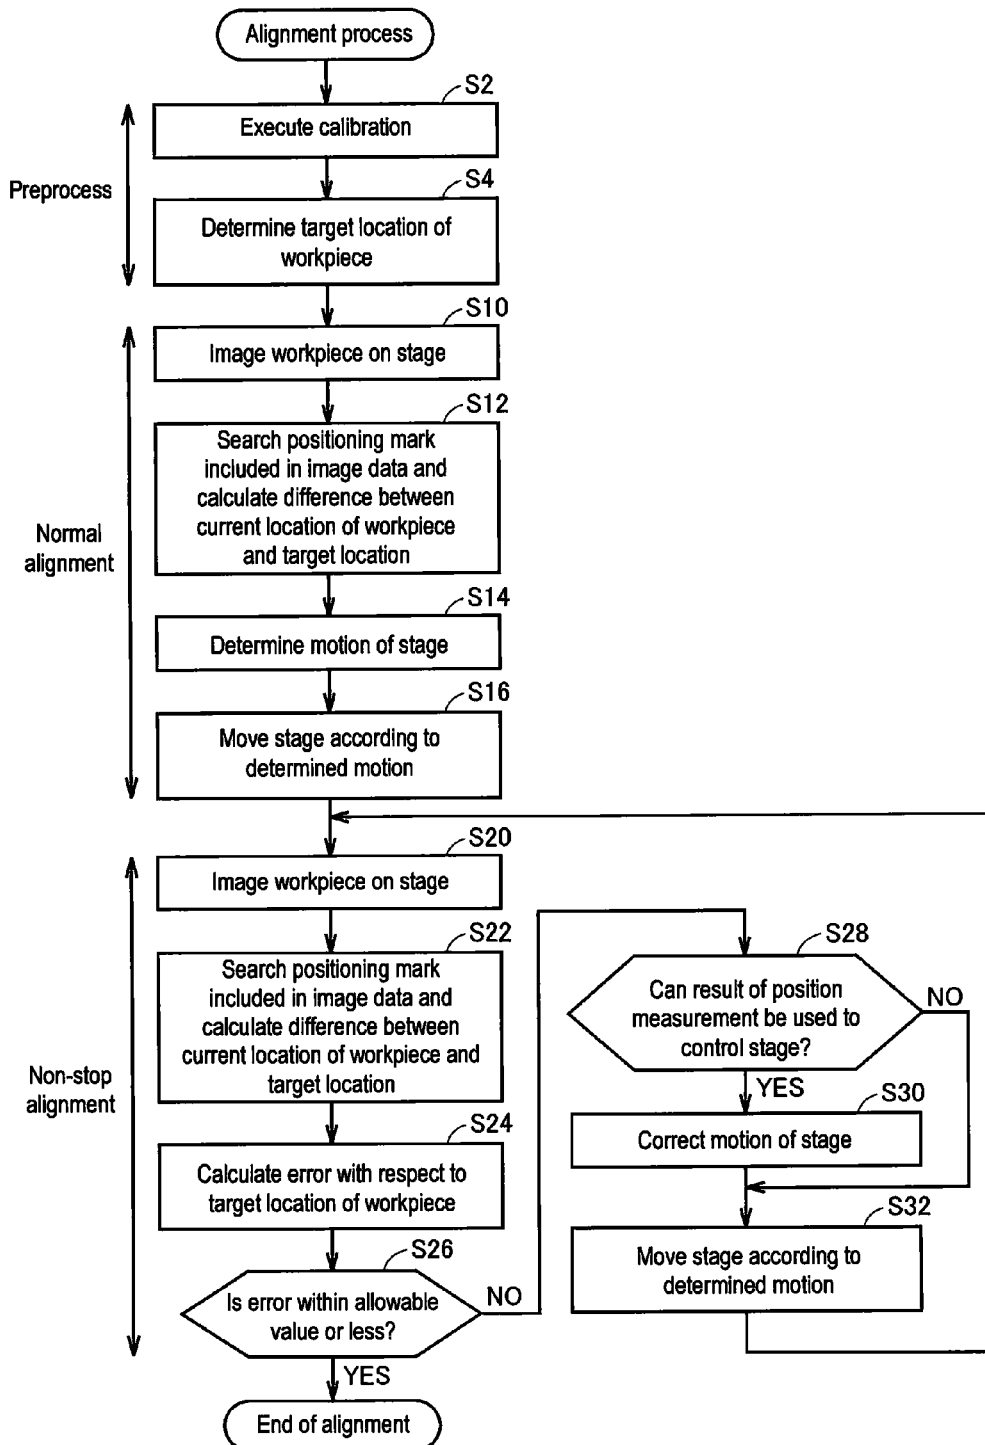 Alignment process
S2
Execute calibration
Preprocess
S4
Determine target location of
workpiece
S10
Image workpiece on stage
S12
Search positioning mark
included in image data and
calculate difference between
current location of workpiece
and target location
Normal
alignment
S14
Determine motion of stage
S16
Move stage according to
determined motion
S20
Image workpiece on stage
S22
Search positioning mark
included in image data and
calculate difference between
current location of workpiece and
target location
Non-stop
alignment
S24
Calculate error with respect to
target location of workpiece
S26
Is error within allowable
value or less?
NO
YES
End of alignment
S28
Can result of position
measurement be used to
control stage?
NO
YES
S30
Correct motion of stage
S32
Move stage according to
determined motion